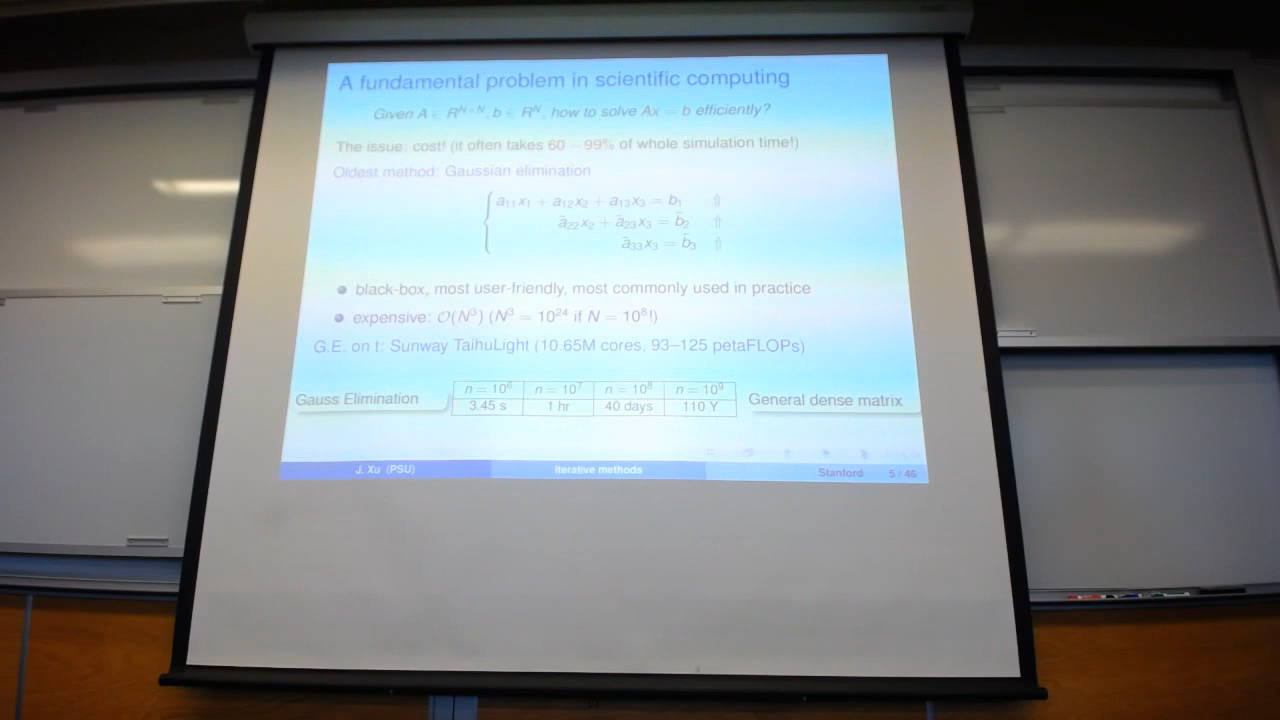 A fundamental problem in scientific computing
Given A ∈ R^{N×N}, b ∈ R^N, how to solve Ax = b efficiently?
The issue: cost! (it often takes 60 – 99% of whole simulation time!)
Oldest method: Gaussian elimination
a₁₁x₁ + a₁₂x₂ + a₁₃x₃ = b₁ ⇑
ã₂₂x₂ + ã₂₃x₃ = b̃₂ ⇑
ã₃₃x₃ = b̃₃ ⇑
black-box, most user-friendly, most commonly used in practice
expensive: O(N³) (N³ = 10²⁴ if N = 10⁸!)
G.E. on t: Sunway TaihuLight (10.65M cores, 93–125 petaFLOPs)
Gauss Elimination
n = 10⁶ n = 10⁷ n = 10⁸ n = 10⁹
3.45 s 1 hr 40 days 110 Y
General dense matrix
J. Xu (PSU) Iterative methods Stanford 5 / 46